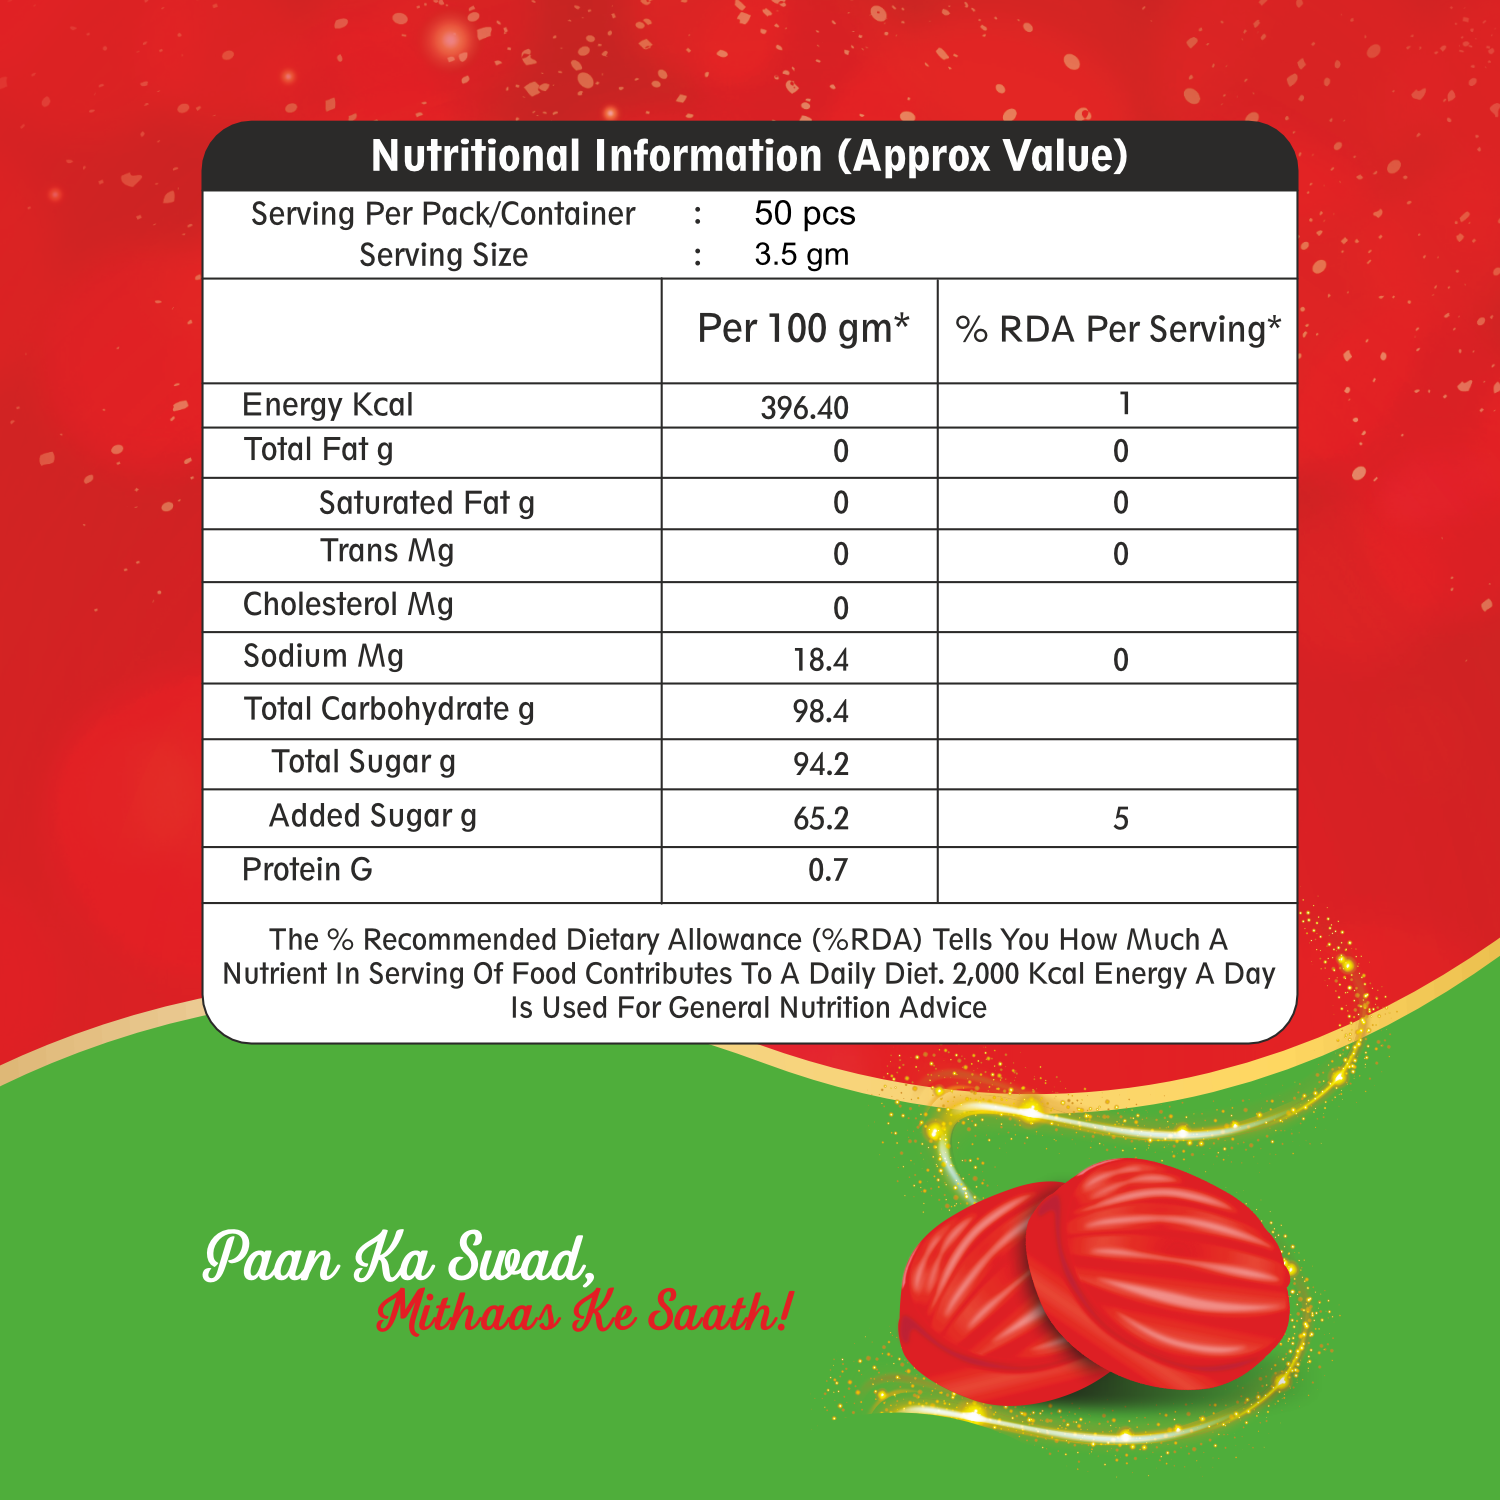 Nutritional Information (Approx Value)
Serving Per Pack/Container : 50 pcs
Serving Size : 3.5 gm
Per 100 gm* % RDA Per Serving*
Energy Kcal 396.40 1
Total Fat g 0 0
Saturated Fat g 0 0
Trans Mg 0 0
Cholesterol Mg 0
Sodium Mg 18.4 0
Total Carbohydrate g 98.4
Total Sugar g 94.2
Added Sugar g 65.2 5
Protein G 0.7
The % Recommended Dietary Allowance (%RDA) Tells You How Much A
Nutrient In Serving Of Food Contributes To A Daily Diet. 2,000 Kcal Energy A Day
Is Used For General Nutrition Advice
Paan Ka Swad,
Mithaas Ke Saath!